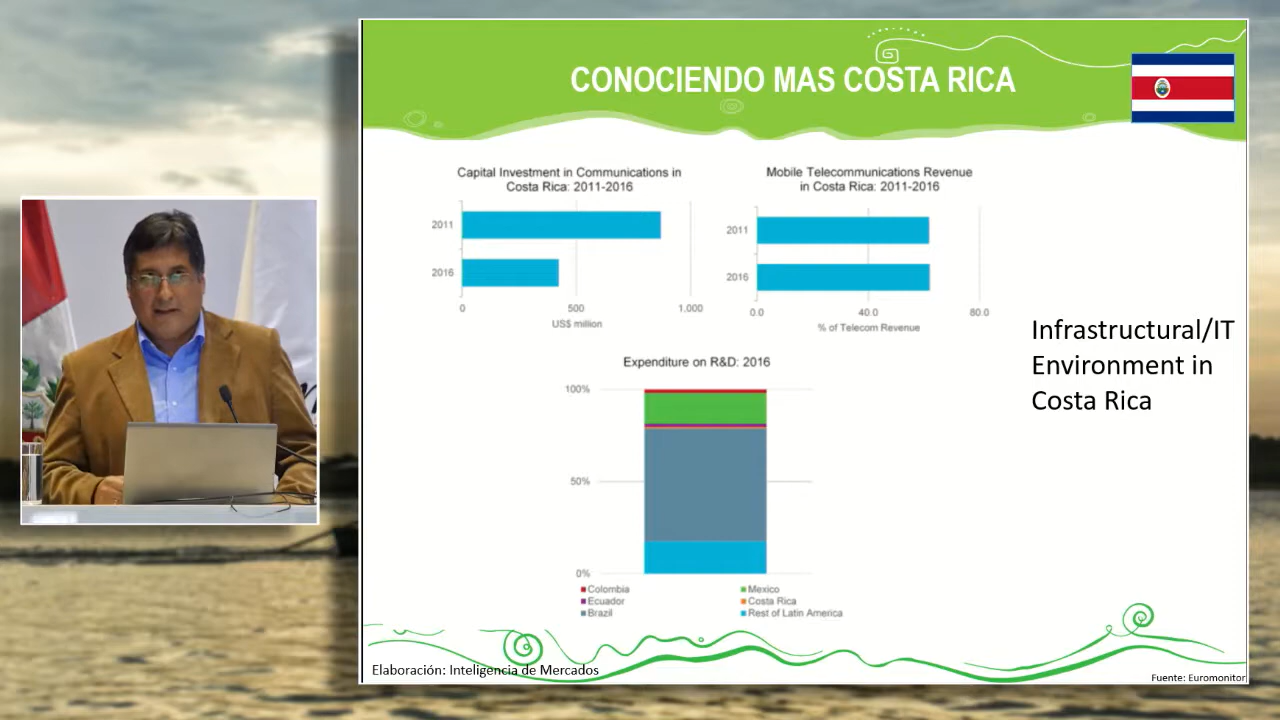 CONOCIENDO MAS COSTA RICA
Capital Investment in Communications in
Costa Rica: 2011-2016
2011
2016
0
500
1,000
US$ million
Mobile Telecommunications Revenue
in Costa Rica: 2011-2016
2011
2016
0.0
40.0
80.0
% of Telecom Revenue
Expenditure on R&D: 2016
100%
50%
0%
Colombia
Mexico
Ecuador
Costa Rica
Brazil
Rest of Latin America
Infrastructural/IT
Environment in
Costa Rica
Elaboración: Inteligencia de Mercados
Fuente: Euromonitor